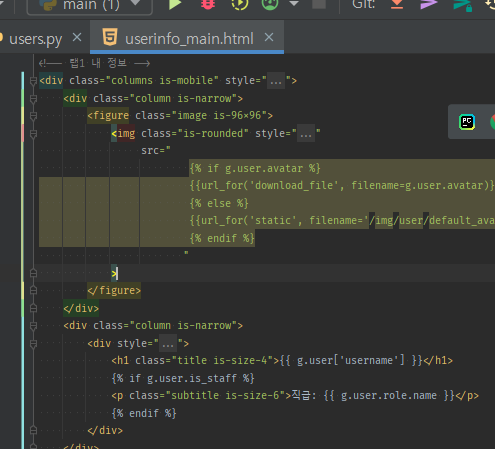 main (1)
Git:
users.py
userinfo_main.html
<!-- 탭1 내 정보 -->
<div class="columns is-mobile" style="...">
<div class="column is-narrow">
<figure class="image is-96×96">
<img class="is-rounded" style="..."
src="
{% if g.user.avatar %}
{{url_for('download_file', filename=g.user.avatar)}
{% else %}
{{url_for('static', filename='/img/user/default_ava
{% endif %}
"
>
</figure>
</div>
<div class="column is-narrow">
<div style="...">
<h1 class="title is-size-4">{{ g.user['username'] }}</h1>
{% if g.user.is_staff %}
<p class="subtitle is-size-6">직급: {{ g.user.role.name }}</p>
{% endif %}
</div>
</div>